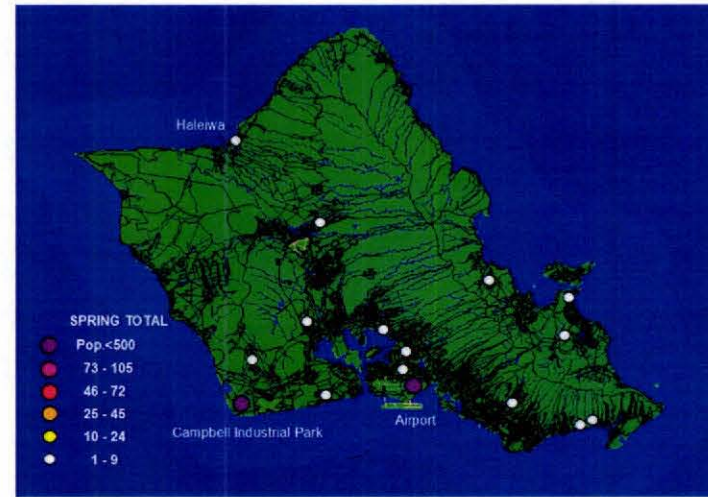 Haleiwa
SPRING TOTAL
Pop.<500
73 - 105
46 - 72
25 - 45
10 - 24
1 - 9
Campbell Industrial Park
Airport